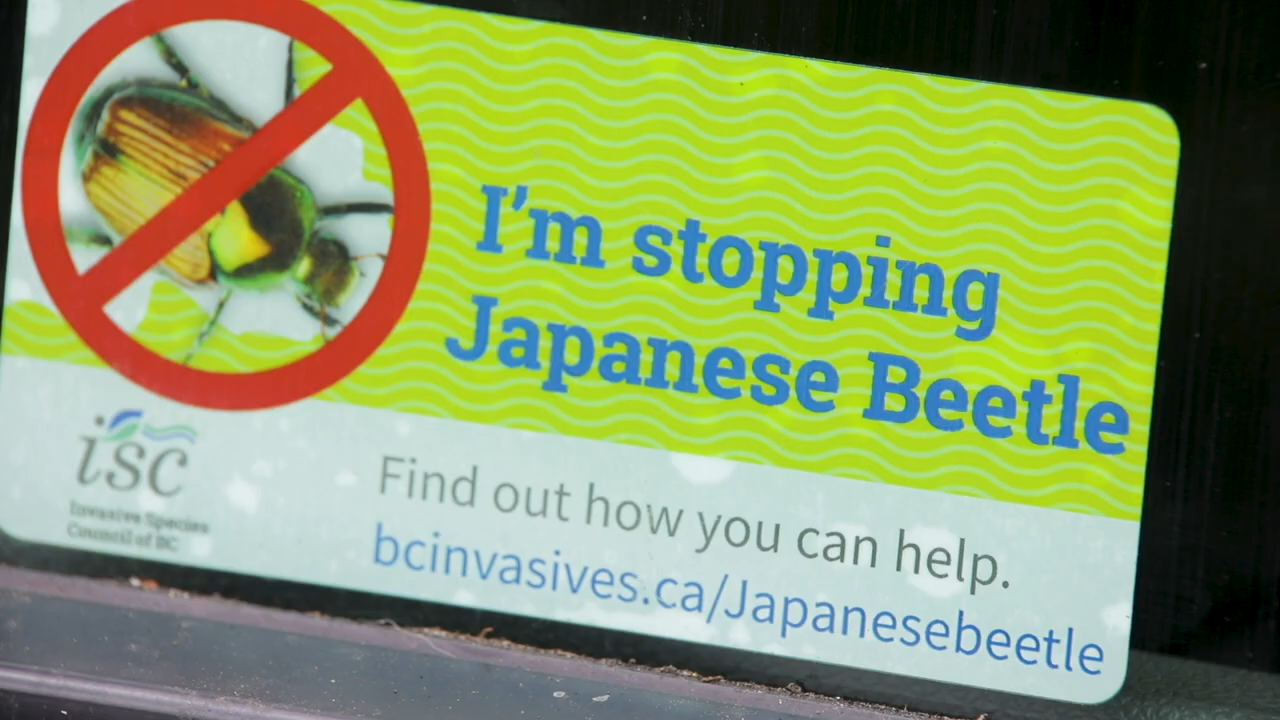 I'm stopping
Japanese Beetle
isc
Invasive Species
Council of BC
Find out how you can help.
bcinvasives.ca/Japanesebeetle